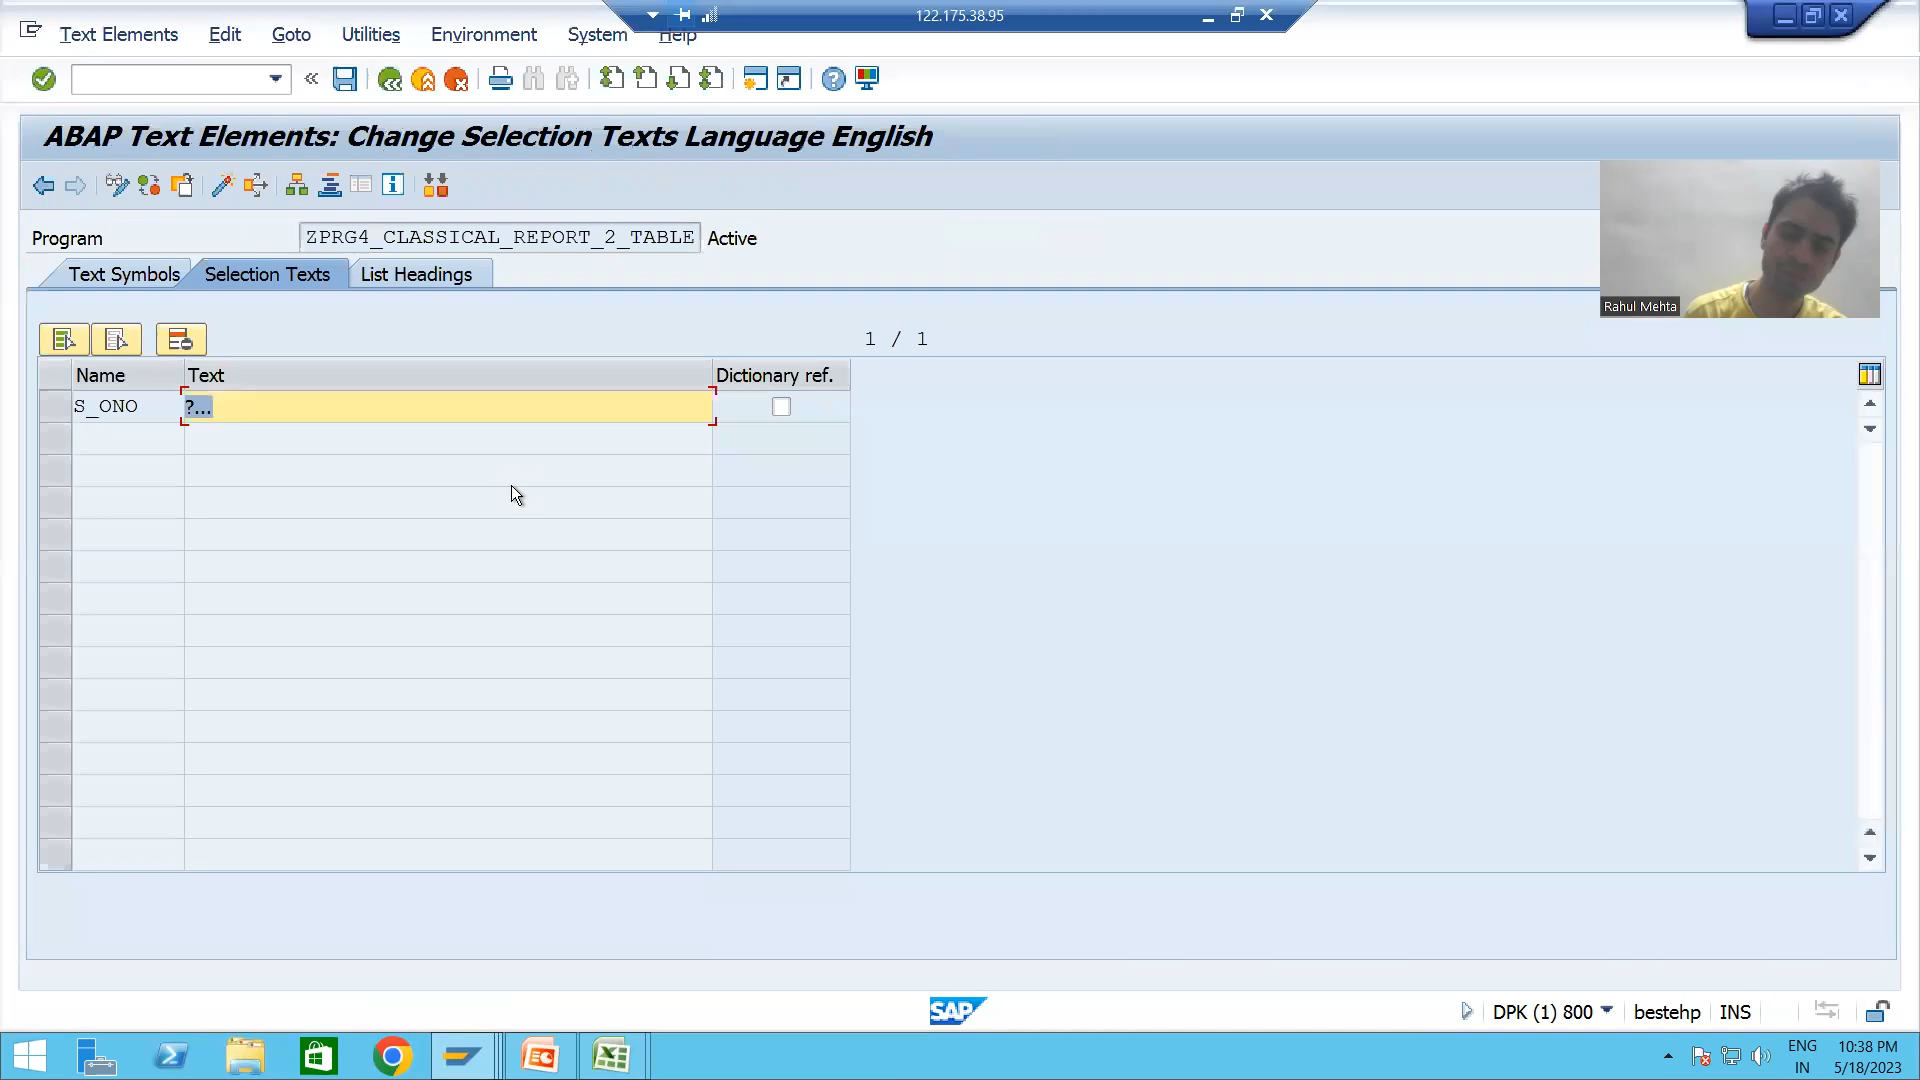 122.175.38.95
Text Elements Edit Goto Utilities Environment System Help
ABAP Text Elements: Change Selection Texts Language English
Program ZPRG4_CLASSICAL_REPORT_2_TABLE Active
Text Symbols Selection Texts List Headings
Rahul Mehta
1 / 1
Name Text Dictionary ref.
S_ONO ?...
SAP DPK (1) 800 bestehp INS
ENG 10:38 PM
IN 5/18/2023